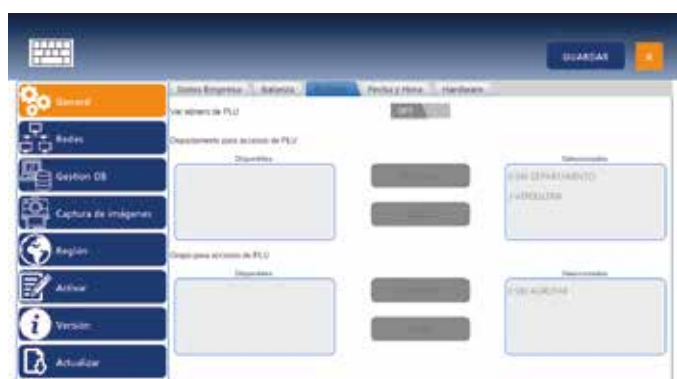 GUARDAR
X
Datos Empresa
Balanza
Fecha y Hora
Hardware
General
Ver número de PLU
OFF
Redes
Departamento para accesos de PLU
Disponibles
Seleccionados
Gestion DB
0 SIN DEPARTAMENTO
1 VERDULERIA
Captura de imágenes
Región
Grupo para accesos de PLU
Disponibles
Seleccionados
Activar
0 SIN AGRUPAR
Versión
Actualizar